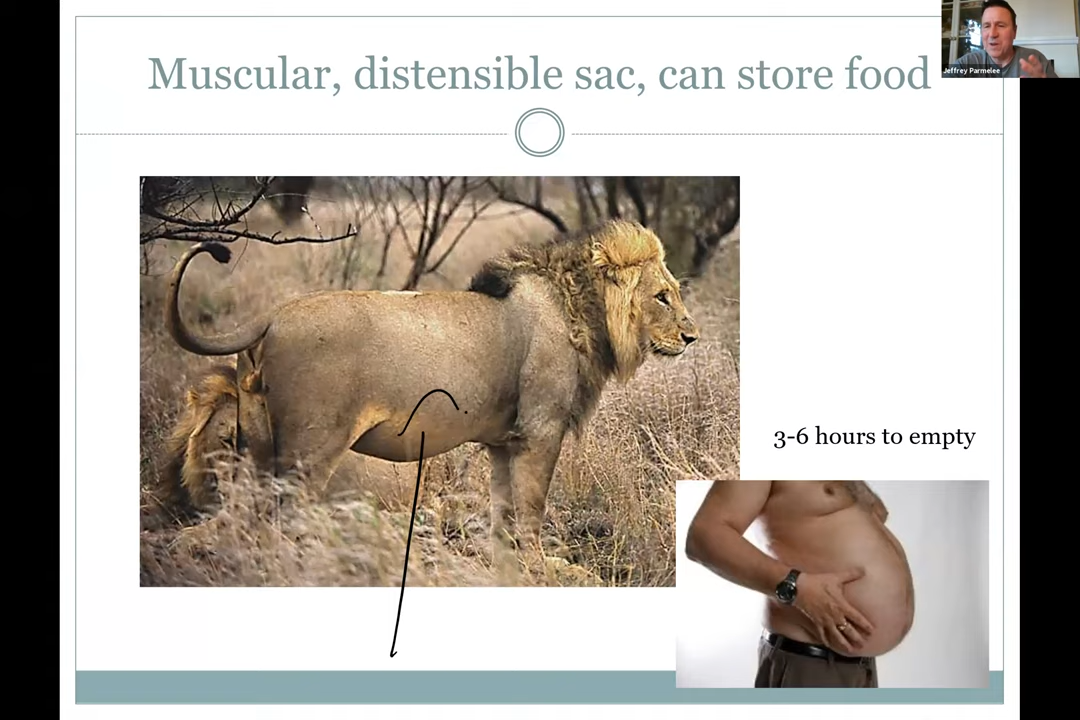 Muscular, distensible sac, can store food
Jeffrey Parmelee
3-6 hours to empty